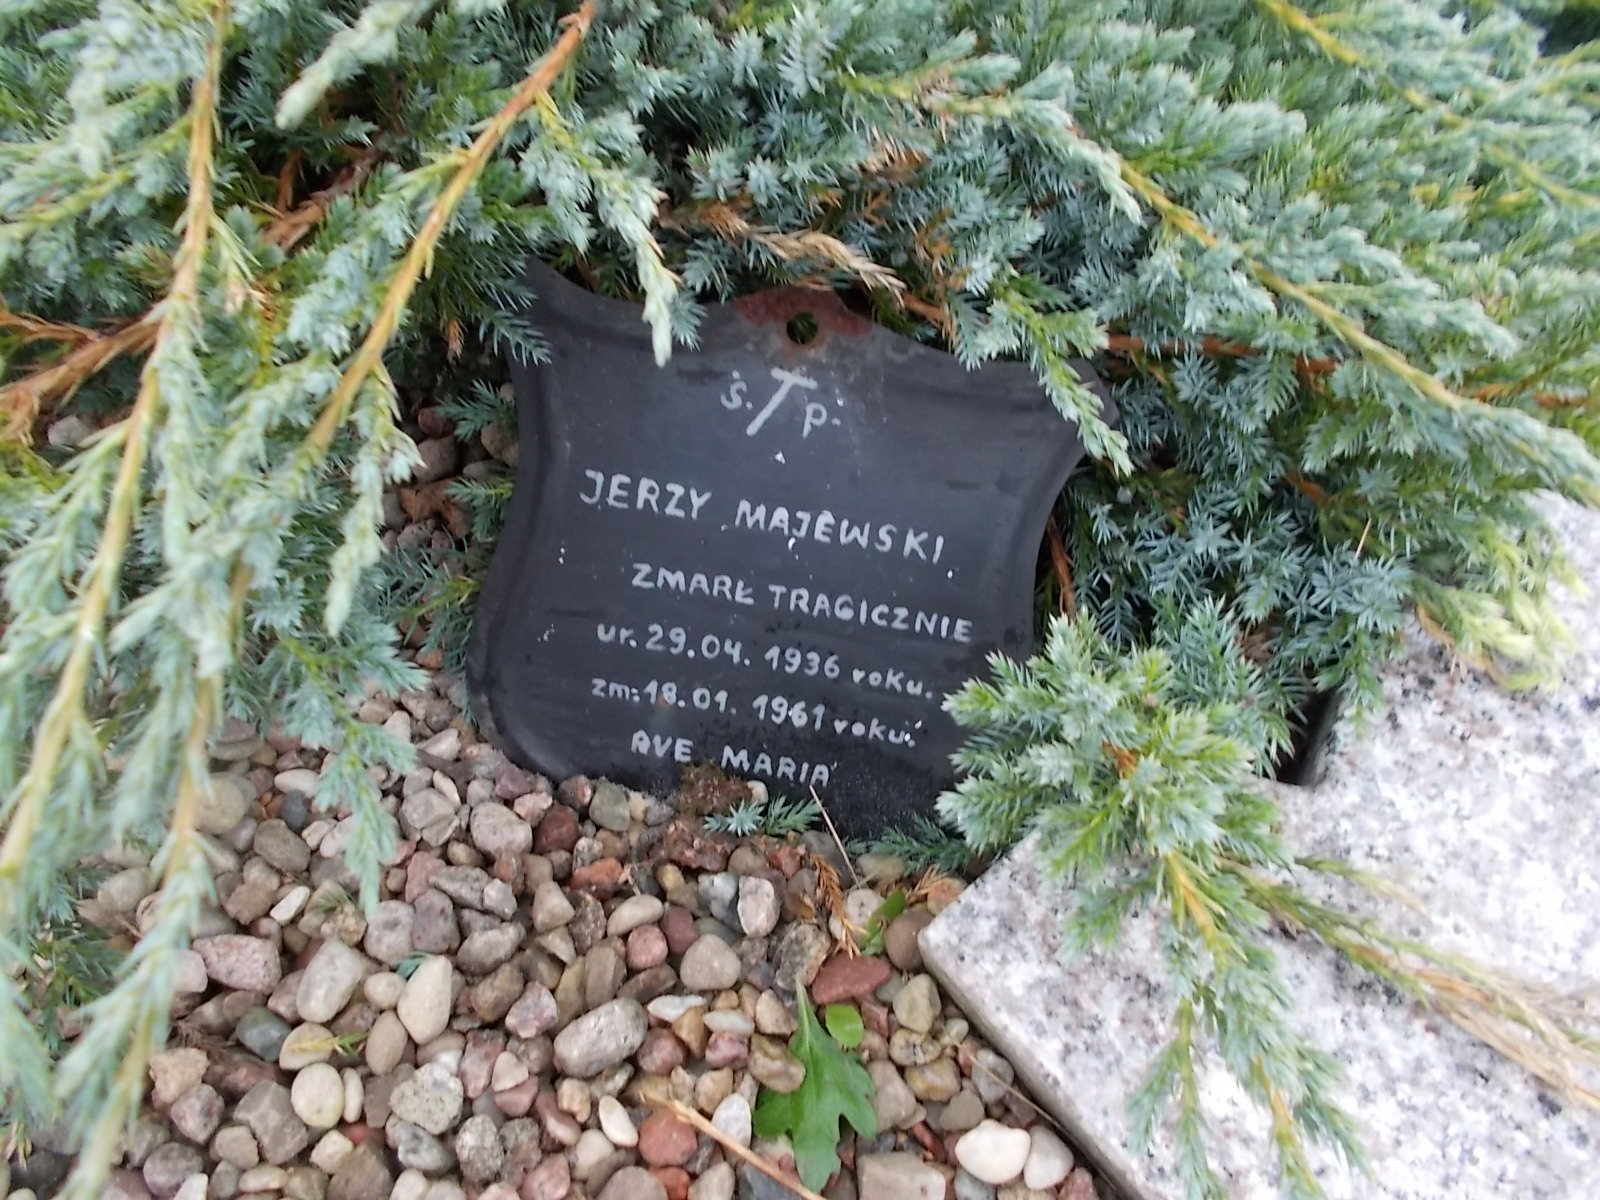 ś. p.
JERZY MAJEWSKI
ZMARŁ TRAGICZNIE
ur. 29.04. 1936 roku.
zm: 18.01. 1961 roku.
AVE MARIA